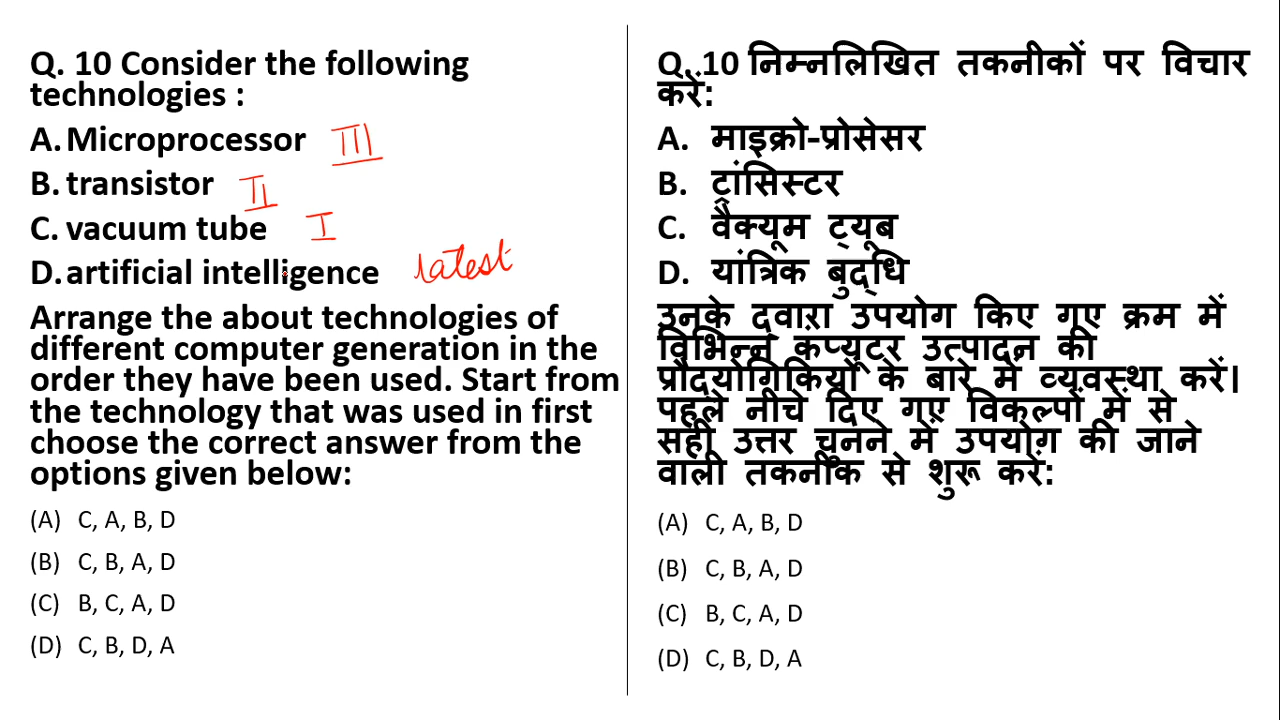 Q. 10 Consider the following
technologies :
A. Microprocessor III
B. transistor II
C. vacuum tube I
D. artificial intelligence latest
Arrange the about technologies of
different computer generation in the
order they have been used. Start from
the technology that was used in first
choose the correct answer from the
options given below:
(A) C, A, B, D
(B) C, B, A, D
(C) B, C, A, D
(D) C, B, D, A
Q. 10 निम्नलिखित तकनीकों पर विचार
करें:
A. माइक्रो-प्रोसेसर
B. ट्रांसिस्टर
C. वैक्यूम ट्यूब
D. यांत्रिक बुद्धि
उनके द्वारा उपयोग किए गए क्रम में
विभिन्न कंप्यूटर उत्पादन की
प्रौद्योगिकियों के बारे में व्यवस्था करें।
पहले नीचे दिए गए विकल्पों में से
सही उत्तर चुनने में उपयोग की जाने
वाली तकनीक से शुरू करें:
(A) C, A, B, D
(B) C, B, A, D
(C) B, C, A, D
(D) C, B, D, A